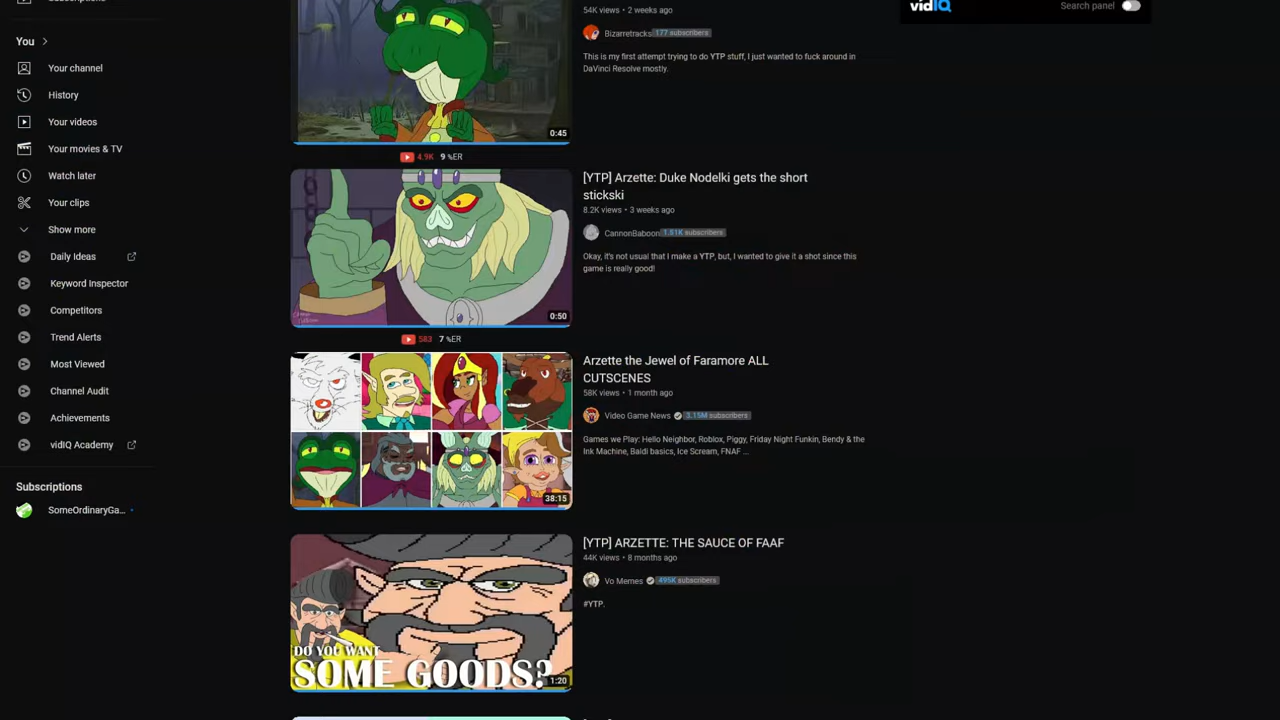 Subscriptions
54K views • 2 weeks ago
vidIQ
Search panel
Bizarretracks 177 subscribers
You
This is my first attempt trying to do YTP stuff, I just wanted to fuck around in
DaVinci Resolve mostly.
Your channel
History
Your videos
0:45
Your movies & TV
4.9K 9 %ER
Watch later
[YTP] Arzette: Duke Nodelki gets the short
stickski
Your clips
8.2K views • 3 weeks ago
Show more
CannonBaboon 1.51K subscribers
Daily Ideas
Okay, it's not usual that I make a YTP, but, I wanted to give it a shot since this
game is really good!
Keyword Inspector
Competitors
0:50
Trend Alerts
583 7 %ER
Most Viewed
Arzette the Jewel of Faramore ALL
CUTSCENES
Channel Audit
58K views • 1 month ago
Achievements
Video Game News 3.15M subscribers
vidIQ Academy
Games we Play: Hello Neighbor, Roblox, Piggy, Friday Night Funkin, Bendy & the
Ink Machine, Baldi basics, Ice Scream, FNAF ...
Subscriptions
38:15
SomeOrdinaryGa...
[YTP] ARZETTE: THE SAUCE OF FAAF
44K views • 8 months ago
Vo Memes 495K subscribers
#YTP.
DO YOU WANT
SOME GOODS?
1:20